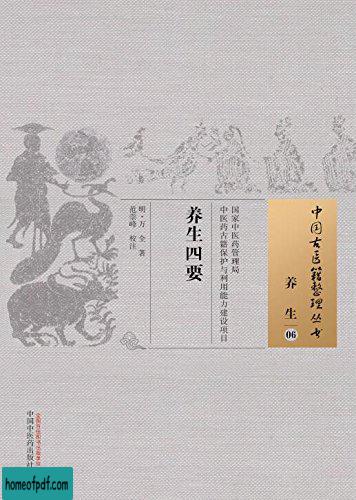 中国古医籍整理丛书
养生
06
国家中医药管理局
中医药古籍保护与利用能力建设项目
养生四要
明·万 全 著
范崇峰 校注
中国中医药出版社
homeofpdf.com